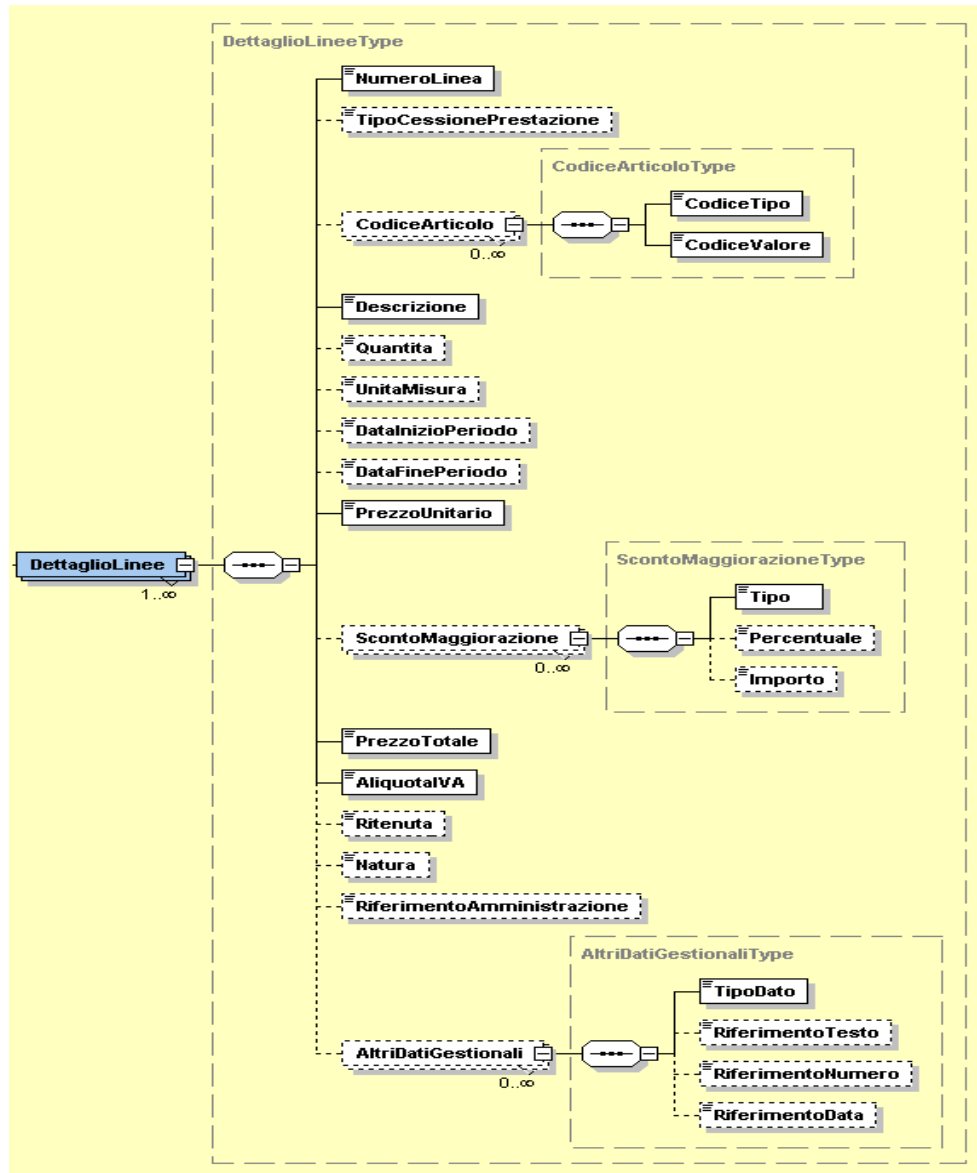 DettaglioLineeType
NumeroLinea
TipoCessionePrestazione
CodiceArticoloType
CodiceTipo
CodiceArticolo
CodiceValore
0..∞
Descrizione
Quantita
UnitaMisura
DataInizioPeriodo
DataFinePeriodo
PrezzoUnitario
DettaglioLinee
1..∞
ScontoMaggiorazioneType
Tipo
ScontoMaggiorazione
Percentuale
0..∞
Importo
PrezzoTotale
AliquotaIVA
Ritenuta
Natura
RiferimentoAmministrazione
AltriDatiGestionaliType
TipoDato
RiferimentoTesto
AltriDatiGestionali
0..∞
RiferimentoNumero
RiferimentoData